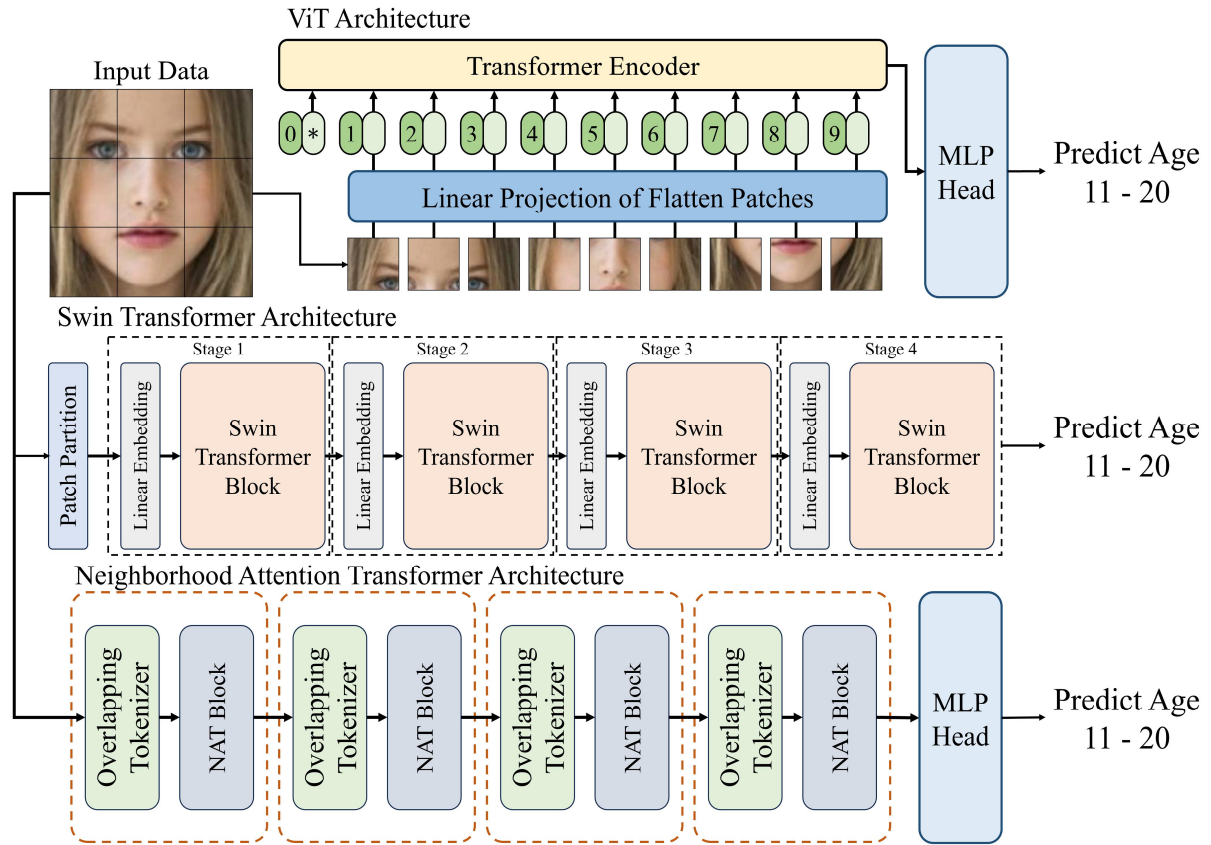 ViT Architecture
Input Data
Transformer Encoder
0 * 1 2 3 4 5 6 7 8 9
Linear Projection of Flatten Patches
MLP
Head
Predict Age
11 - 20
Swin Transformer Architecture
Stage 1
Stage 2
Stage 3
Stage 4
Patch Partition
Linear Embedding
Swin
Transformer
Block
Linear Embedding
Swin
Transformer
Block
Linear Embedding
Swin
Transformer
Block
Linear Embedding
Swin
Transformer
Block
Predict Age
11 - 20
Neighborhood Attention Transformer Architecture
Overlapping
Tokenizer
NAT Block
Overlapping
Tokenizer
NAT Block
Overlapping
Tokenizer
NAT Block
Overlapping
Tokenizer
NAT Block
MLP
Head
Predict Age
11 - 20